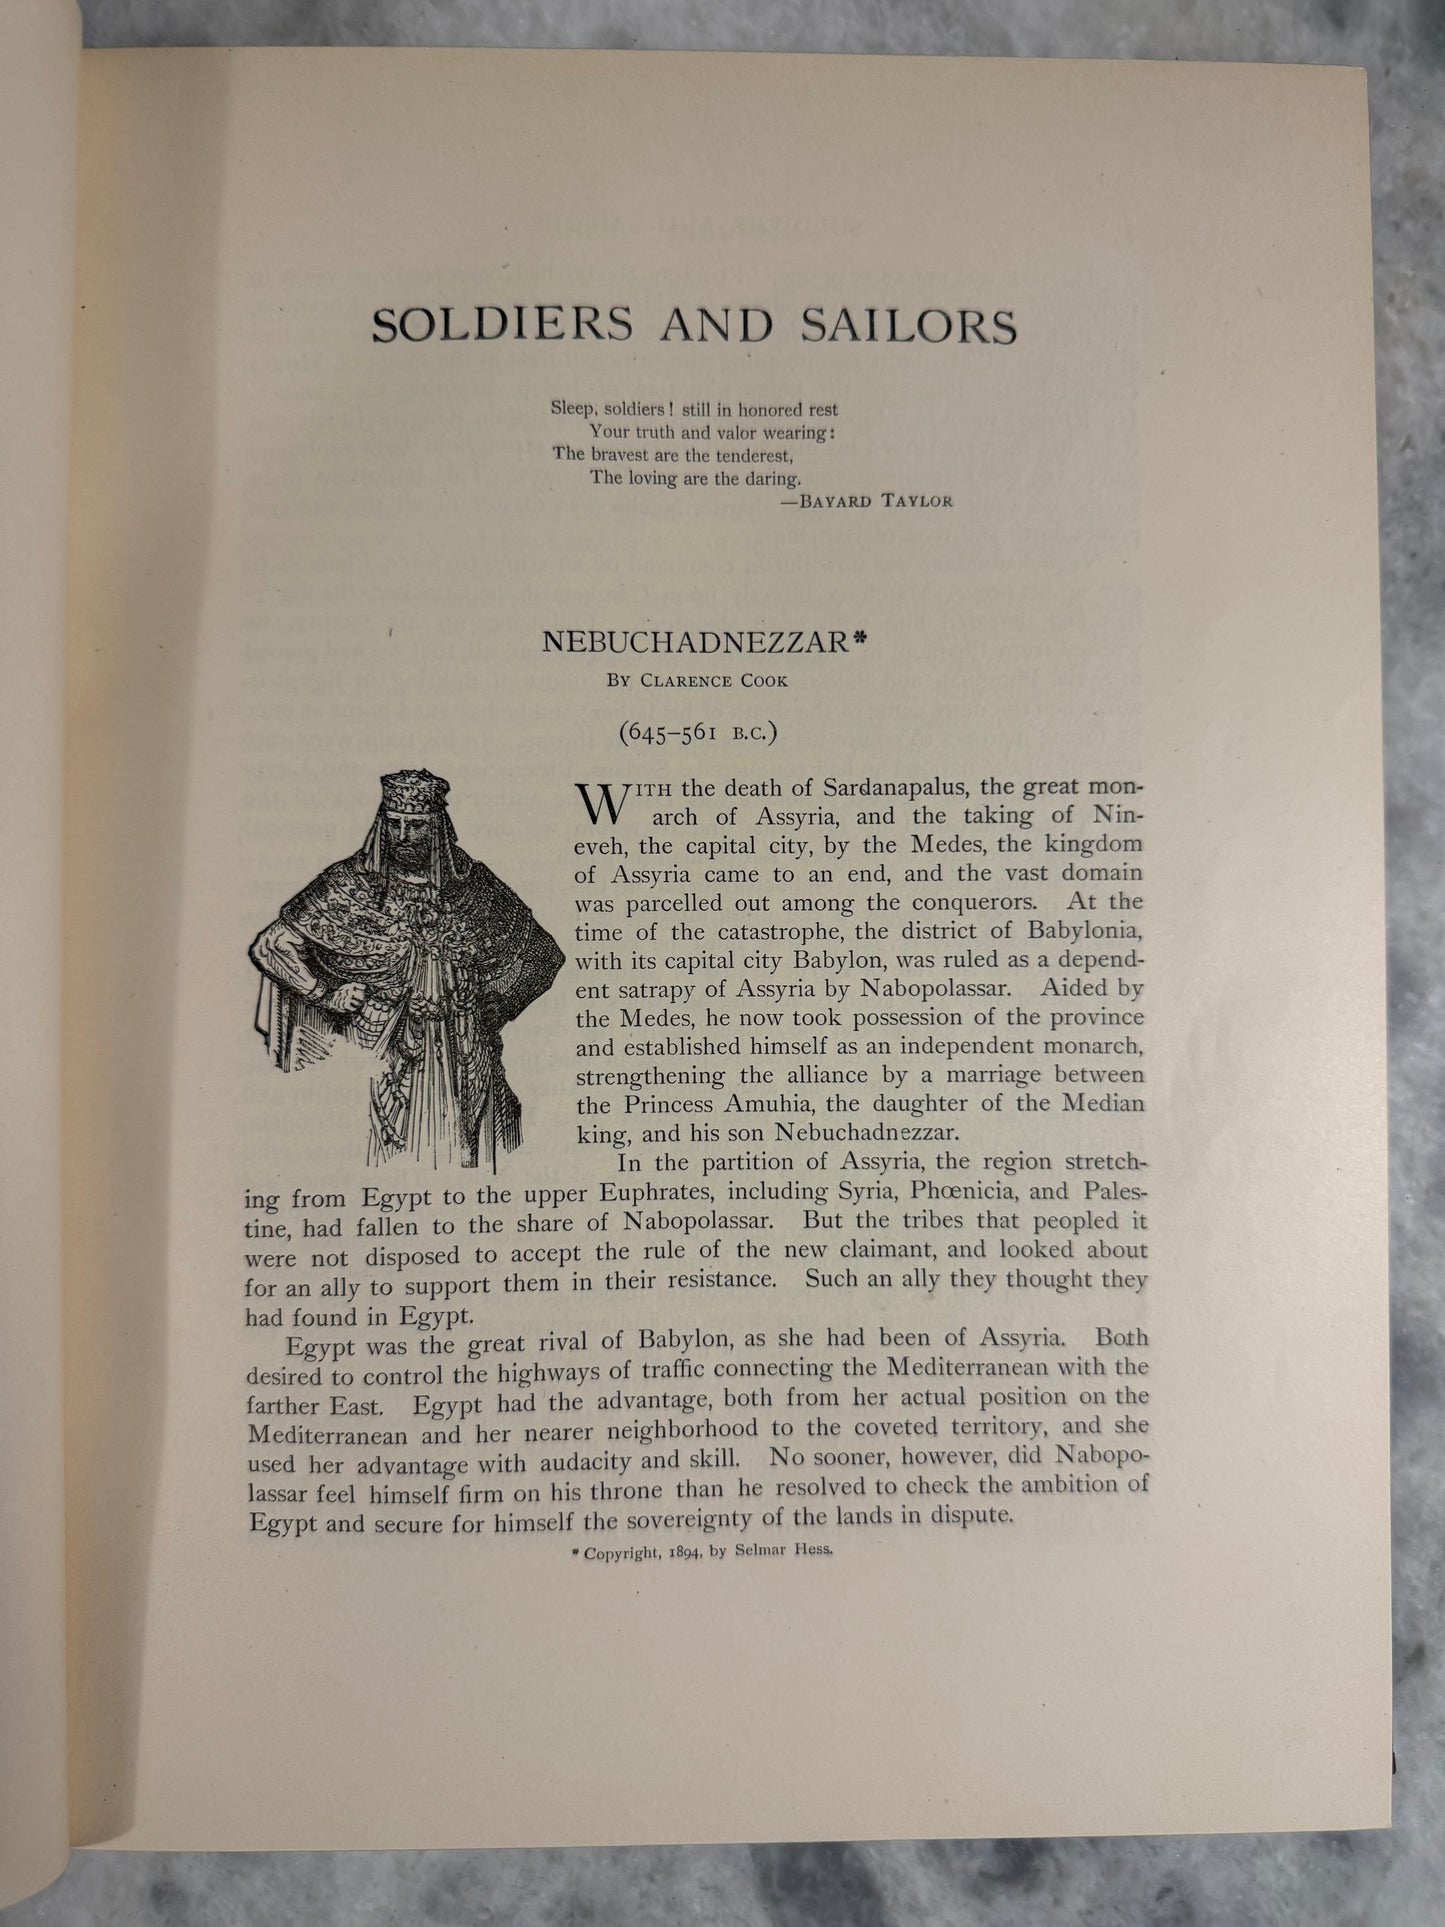 SOLDIERS AND SAILORS
Sleep, soldiers! still in honored rest
Your truth and valor wearing:
The bravest are the tenderest,
The loving are the daring.
—BAYARD TAYLOR
NEBUCHADNEZZAR*
BY CLARENCE COOK
(645–561 B.C.)
WITH the death of Sardanapalus, the great mon-
arch of Assyria, and the taking of Nin-
eveh, the capital city, by the Medes, the kingdom
of Assyria came to an end, and the vast domain
was parcelled out among the conquerors. At the
time of the catastrophe, the district of Babylonia,
with its capital city Babylon, was ruled as a depend-
ent satrapy of Assyria by Nabopolassar. Aided by
the Medes, he now took possession of the province
and established himself as an independent monarch,
strengthening the alliance by a marriage between
the Princess Amuhia, the daughter of the Median
king, and his son Nebuchadnezzar.
In the partition of Assyria, the region stretch-
ing from Egypt to the upper Euphrates, including Syria, Phœnicia, and Pales-
tine, had fallen to the share of Nabopolassar. But the tribes that peopled it
were not disposed to accept the rule of the new claimant, and looked about
for an ally to support them in their resistance. Such an ally they thought they
had found in Egypt.
Egypt was the great rival of Babylon, as she had been of Assyria. Both
desired to control the highways of traffic connecting the Mediterranean with the
farther East. Egypt had the advantage, both from her actual position on the
Mediterranean and her nearer neighborhood to the coveted territory, and she
used her advantage with audacity and skill. No sooner, however, did Nabopo-
lassar feel himself firm on his throne than he resolved to check the ambition of
Egypt and secure for himself the sovereignty of the lands in dispute.
* Copyright, 1894, by Selmar Hess.